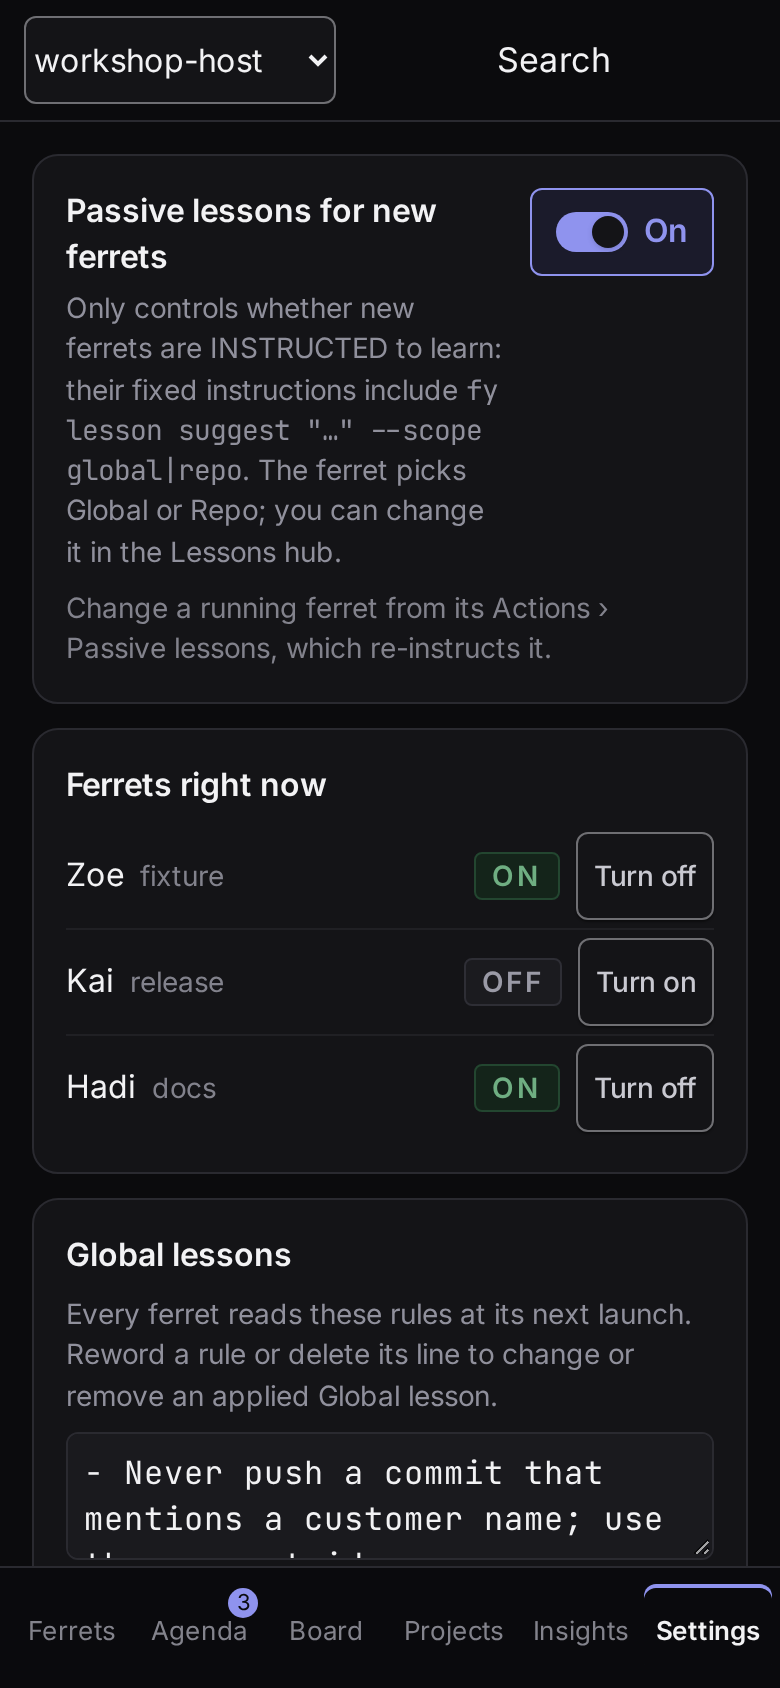 workshop-host
Search
Passive lessons for new
ferrets
On
Only controls whether new
ferrets are INSTRUCTED to learn:
their fixed instructions include fy
lesson suggest "…" --scope
global|repo. The ferret picks
Global or Repo; you can change
it in the Lessons hub.
Change a running ferret from its Actions ›
Passive lessons, which re-instructs it.
Ferrets right now
Zoe fixture ON Turn off
Kai release OFF Turn on
Hadi docs ON Turn off
Global lessons
Every ferret reads these rules at its next launch.
Reword a rule or delete its line to change or
remove an applied Global lesson.
- Never push a commit that
mentions a customer name; use
3
Ferrets Agenda Board Projects Insights Settings